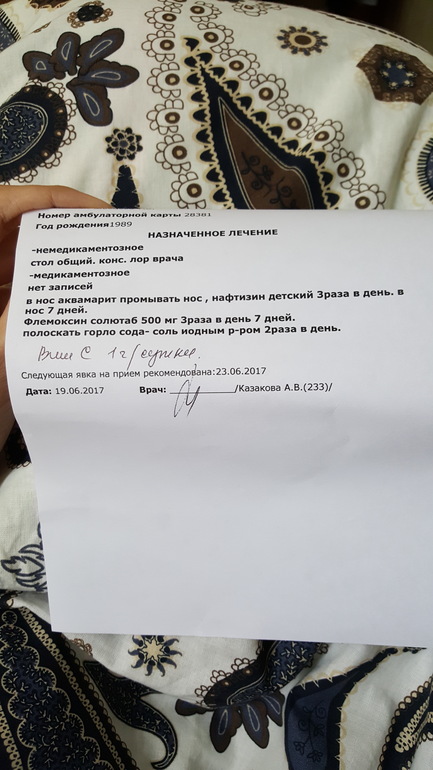 Номер амбулаторной карты 28381
Год рождения1989
НАЗНАЧЕННОЕ ЛЕЧЕНИЕ
-немедикаментозное
стол общий. конс. лор врача
-медикаментозное
нет записей
в нос аквамарит промывать нос , нафтизин детский 3раза в день. в
нос 7 дней.
Флемоксин солютаб 500 мг 3раза в день 7 дней.
полоскать горло сода- соль иодным р-ром 2раза в день.
Вит С 1 г/сутки.
Следующая явка на прием рекомендована:23.06.2017
Дата: 19.06.2017 Врач: /Казакова А.В.(233)/